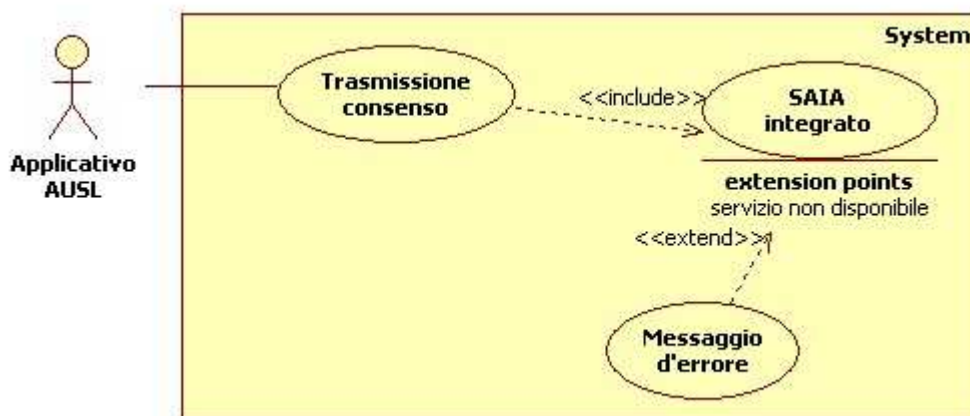 System
Trasmissione
consenso
<<include>>
SAIA
integrato
Applicativo
AUSL
extension points
servizio non disponibile
<<extend>>
Messaggio
d'errore